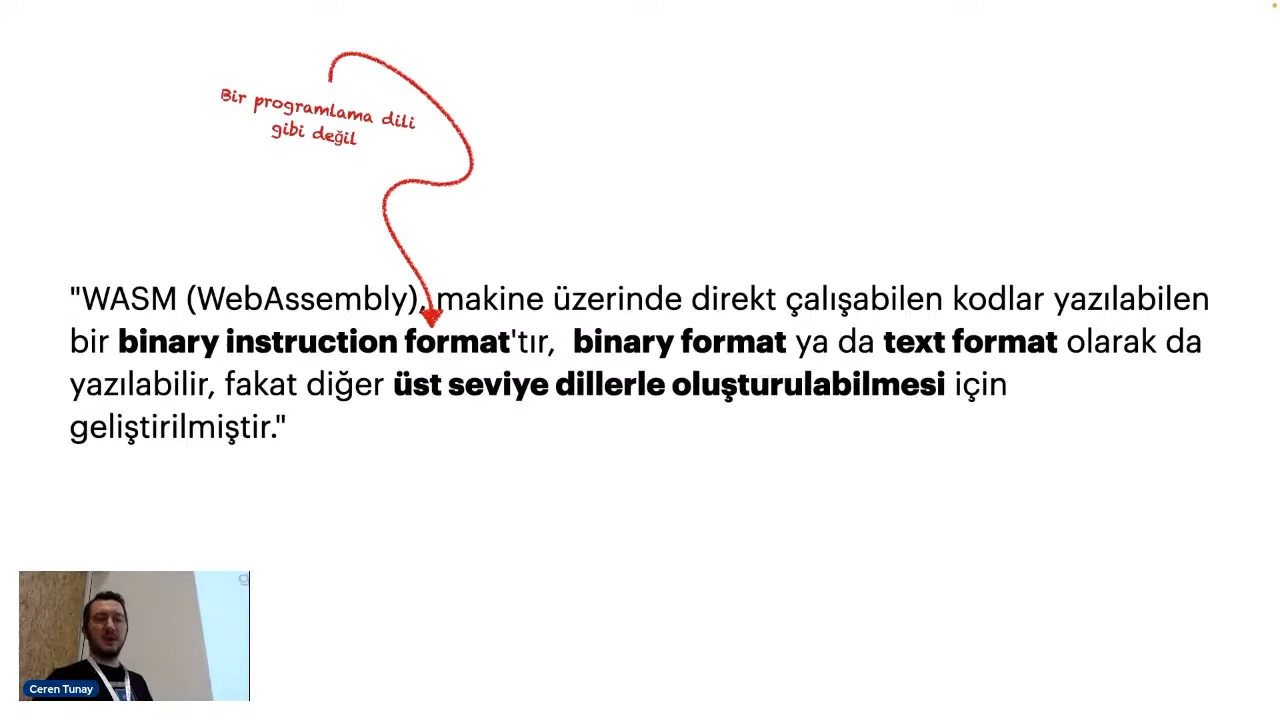 Bir programlama dili
gibi değil
"WASM (WebAssembly), makine üzerinde direkt çalışabilen kodlar yazılabilen
bir binary instruction format'tır, binary format ya da text format olarak da
yazılabilir, fakat diğer üst seviye dillerle oluşturulabilmesi için
geliştirilmiştir."
Ceren Tunay